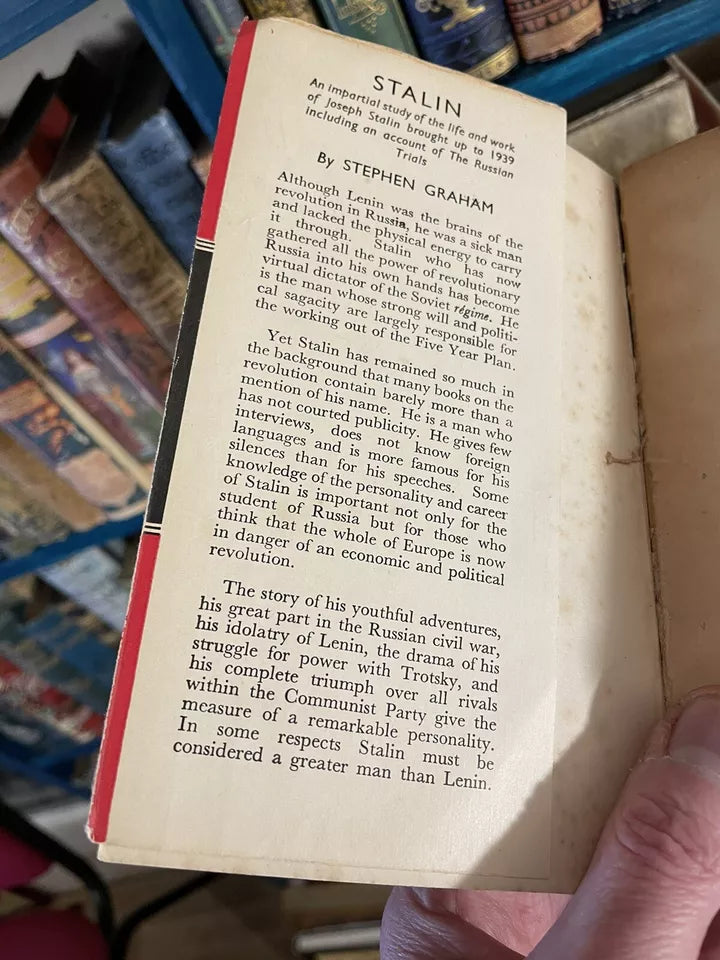 STALIN
An impartial study of the life and work
of Joseph Stalin brought up to 1939
including an account of The Russian
Trials
By STEPHEN GRAHAM
Although Lenin was the brains of the
revolution in Russia, he was a sick man
and lacked the physical energy to carry
it through. Stalin who has now
gathered all the power of revolutionary
Russia into his own hands has become
virtual dictator of the Soviet régime. He
is the man whose strong will and politi-
cal sagacity are largely responsible for
the working out of the Five Year Plan.
Yet Stalin has remained so much in
the background that many books on the
revolution contain barely more than a
mention of his name. He is a man who
has not courted publicity. He gives few
interviews, does not know foreign
languages and is more famous for his
silences than for his speeches. Some
knowledge of the personality and career
of Stalin is important not only for the
student of Russia but for those who
think that the whole of Europe is now
in danger of an economic and political
revolution.
The story of his youthful adventures,
his great part in the Russian civil war,
his idolatry of Lenin, the drama of his
struggle for power with Trotsky, and
his complete triumph over all rivals
within the Communist Party give the
measure of a remarkable personality.
In some respects Stalin must be
considered a greater man than Lenin.